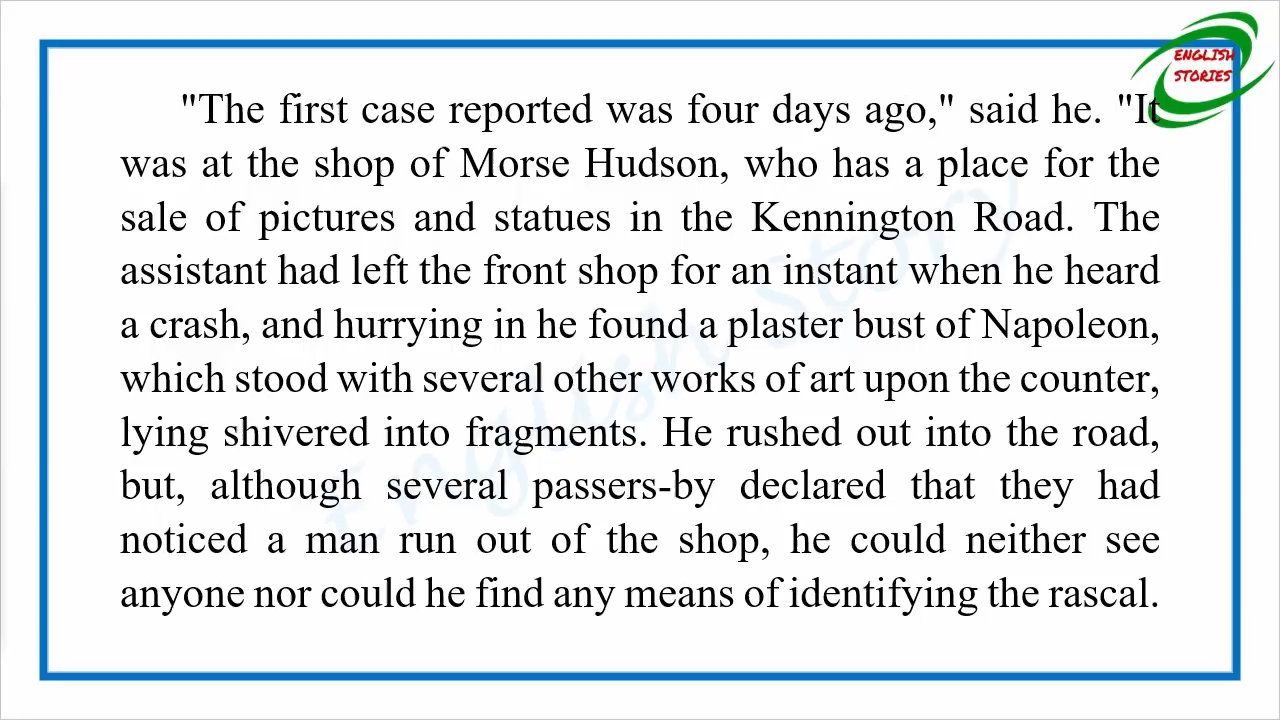 ENGLISH
STORIES
"The first case reported was four days ago," said he. "It
was at the shop of Morse Hudson, who has a place for the
sale of pictures and statues in the Kennington Road. The
assistant had left the front shop for an instant when he heard
a crash, and hurrying in he found a plaster bust of Napoleon,
which stood with several other works of art upon the counter,
lying shivered into fragments. He rushed out into the road,
but, although several passers-by declared that they had
noticed a man run out of the shop, he could neither see
anyone nor could he find any means of identifying the rascal.
English Story